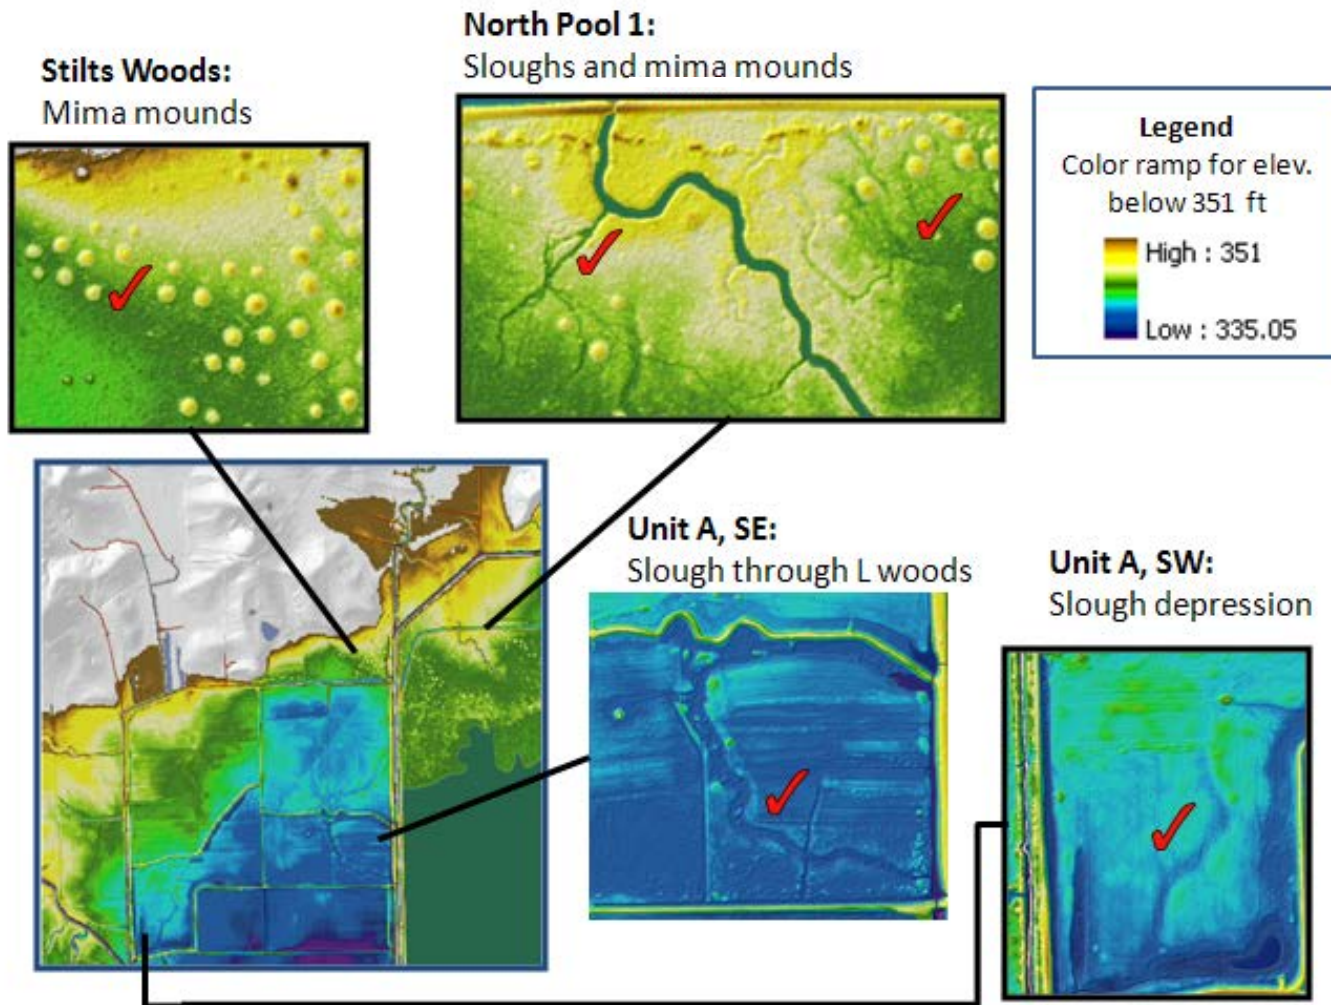 North Pool 1:
Sloughs and mima mounds
Stilts Woods:
Mima mounds
Legend
Color ramp for elev.
below 351 ft
High : 351
Low : 335.05
Unit A, SE:
Slough through L woods
Unit A, SW:
Slough depression